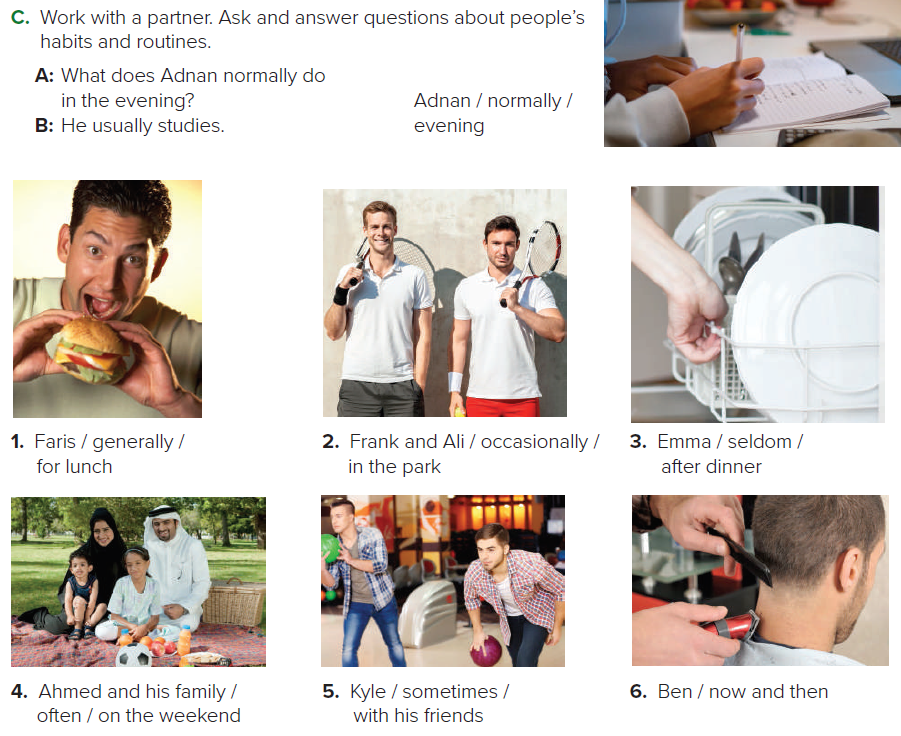 C. Work with a partner. Ask and answer questions about people’s
habits and routines.
A: What does Adnan normally do
in the evening?
B: He usually studies.
Adnan / normally /
evening
1. Faris / generally /
for lunch
2. Frank and Ali / occasionally /
in the park
3. Emma / seldom /
after dinner
4. Ahmed and his family /
often / on the weekend
5. Kyle / sometimes /
with his friends
6. Ben / now and then